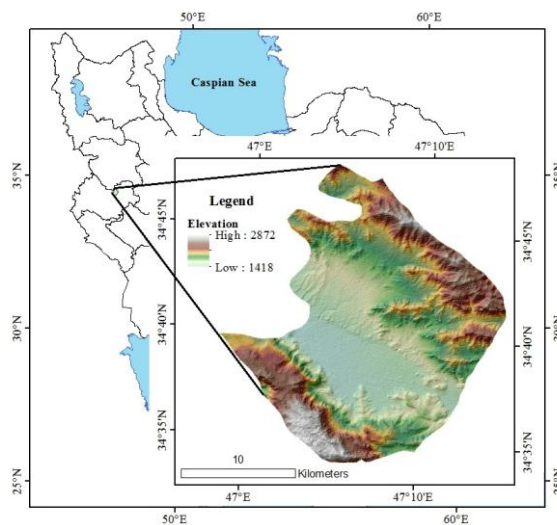 50°E
60°E
Caspian Sea
47°E
47°10'E
35°N
Legend
Elevation
High : 2872
Low : 1418
34°45'N
34°45'N
30°N
34°40'N
34°40'N
34°35'N
34°35'N
10
Kilometers
25°N
47°E
47°10'E
50°E
60°E